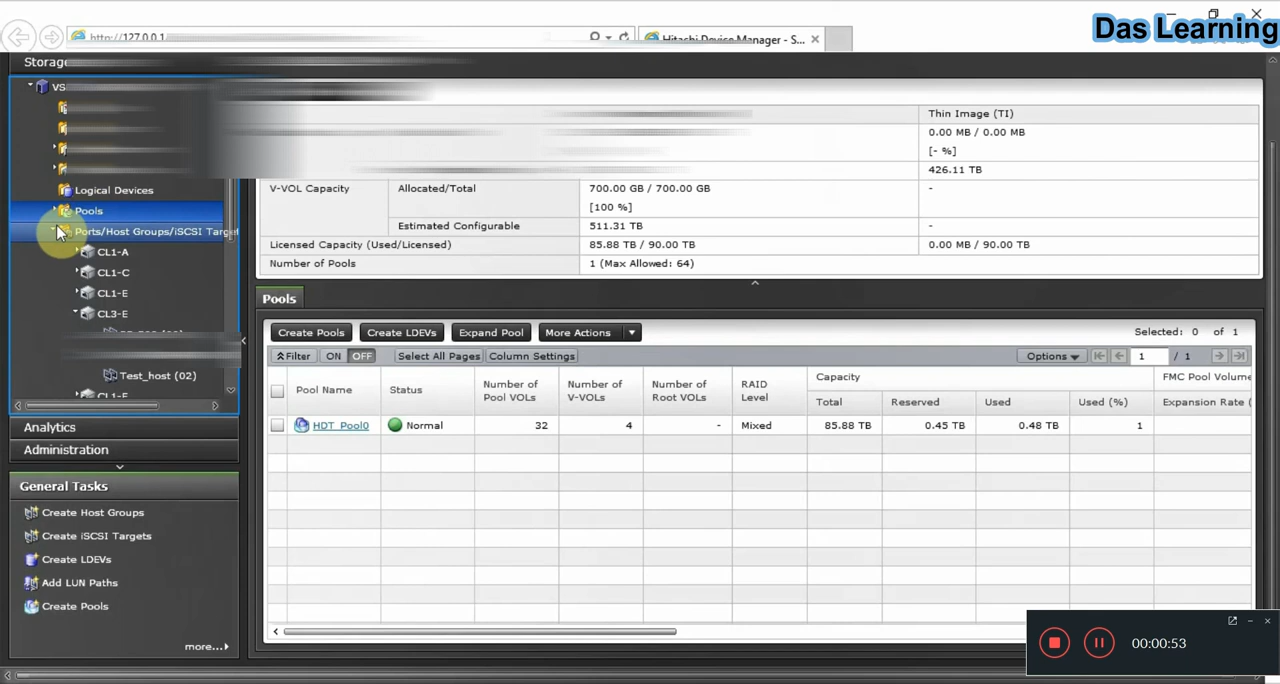 Das Learning
http://127.0.0.1
Hitachi Device Manager - S...
Storag
VS
Logical Devices
Pools
Ports/Host Groups/iSCSI Targe
CL1-A
CL1-C
CL1-E
CL3-E
Test_host (02)
Analytics
Administration
General Tasks
Create Host Groups
Create iSCSI Targets
Create LDEVs
Add LUN Paths
Create Pools
more...
Thin Image (TI)
0.00 MB / 0.00 MB
[- %]
426.11 TB
V-VOL Capacity Allocated/Total 700.00 GB / 700.00 GB -
[100 %]
Estimated Configurable 511.31 TB -
Licensed Capacity (Used/Licensed) 85.88 TB / 90.00 TB 0.00 MB / 90.00 TB
Number of Pools 1 (Max Allowed: 64)
Pools
Create Pools Create LDEVs Expand Pool More Actions Selected: 0 of 1
Filter ON OFF Select All Pages Column Settings Options 1 / 1
Pool Name Status Number of Pool VOLs Number of V-VOLs Number of Root VOLs RAID Level Capacity FMC Pool Volume
Total Reserved Used Used (%) Expansion Rate (
HDT_Pool0 Normal 32 4 - Mixed 85.88 TB 0.45 TB 0.48 TB 1
00:00:53